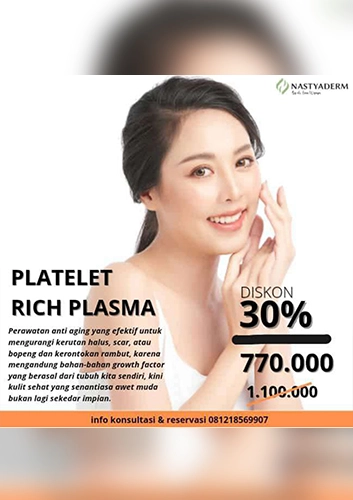 NASTYADERM
PLATELET
RICH PLASMA
Perawatan anti aging yang efektif untuk
mengurangi kerutan halus, scar, atau
bopeng dan kerontokan rambut, karena
mengandung bahan-bahan growth factor
yang berasal dari tubuh kita sendiri, kini
kulit sehat yang senantiasa awet muda
bukan lagi sekedar impian.
DISKON
30%
770.000
1.100.000
info konsultasi & reservasi 081218569907